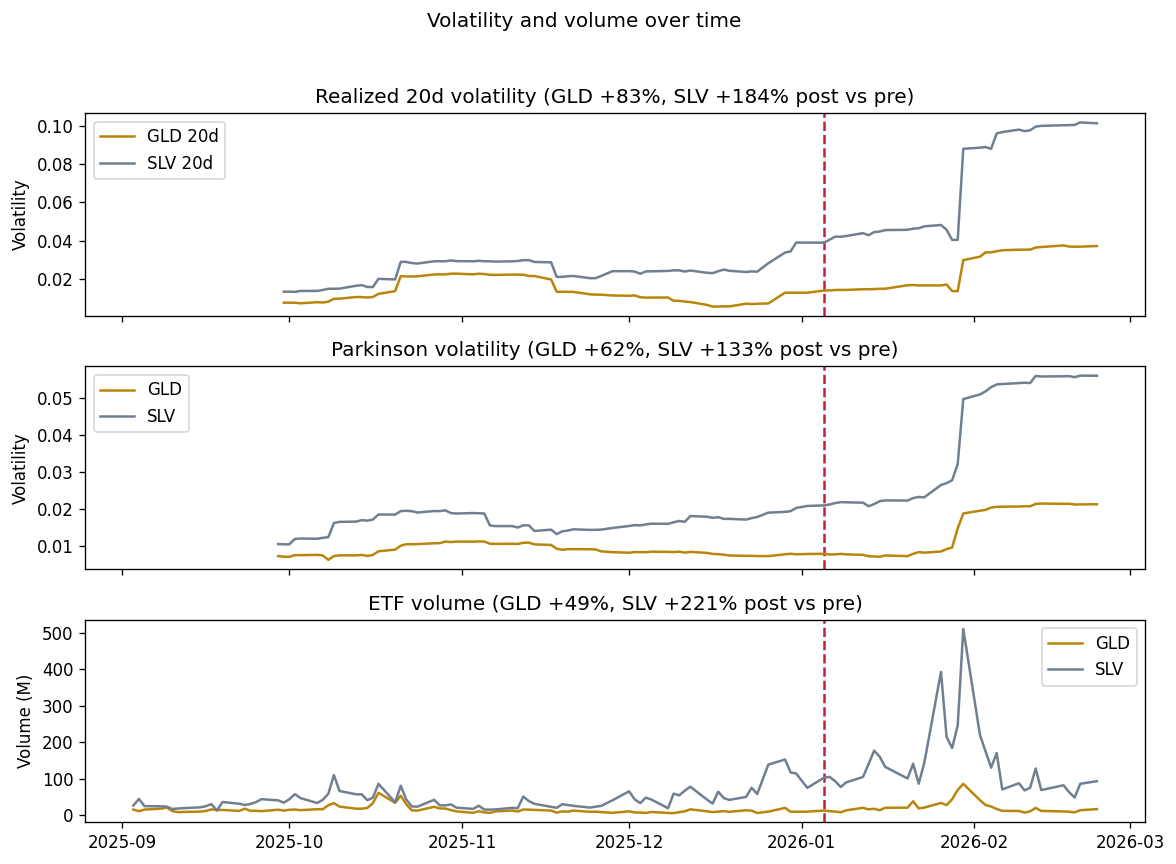 Volatility and volume over time
Realized 20d volatility (GLD +83%, SLV +184% post vs pre)
GLD 20d
SLV 20d
Volatility
0.10
0.08
0.06
0.04
0.02
Parkinson volatility (GLD +62%, SLV +133% post vs pre)
GLD
SLV
Volatility
0.05
0.04
0.03
0.02
0.01
ETF volume (GLD +49%, SLV +221% post vs pre)
GLD
SLV
Volume (M)
500
400
300
200
100
0
2025-09 2025-10 2025-11 2025-12 2026-01 2026-02 2026-03